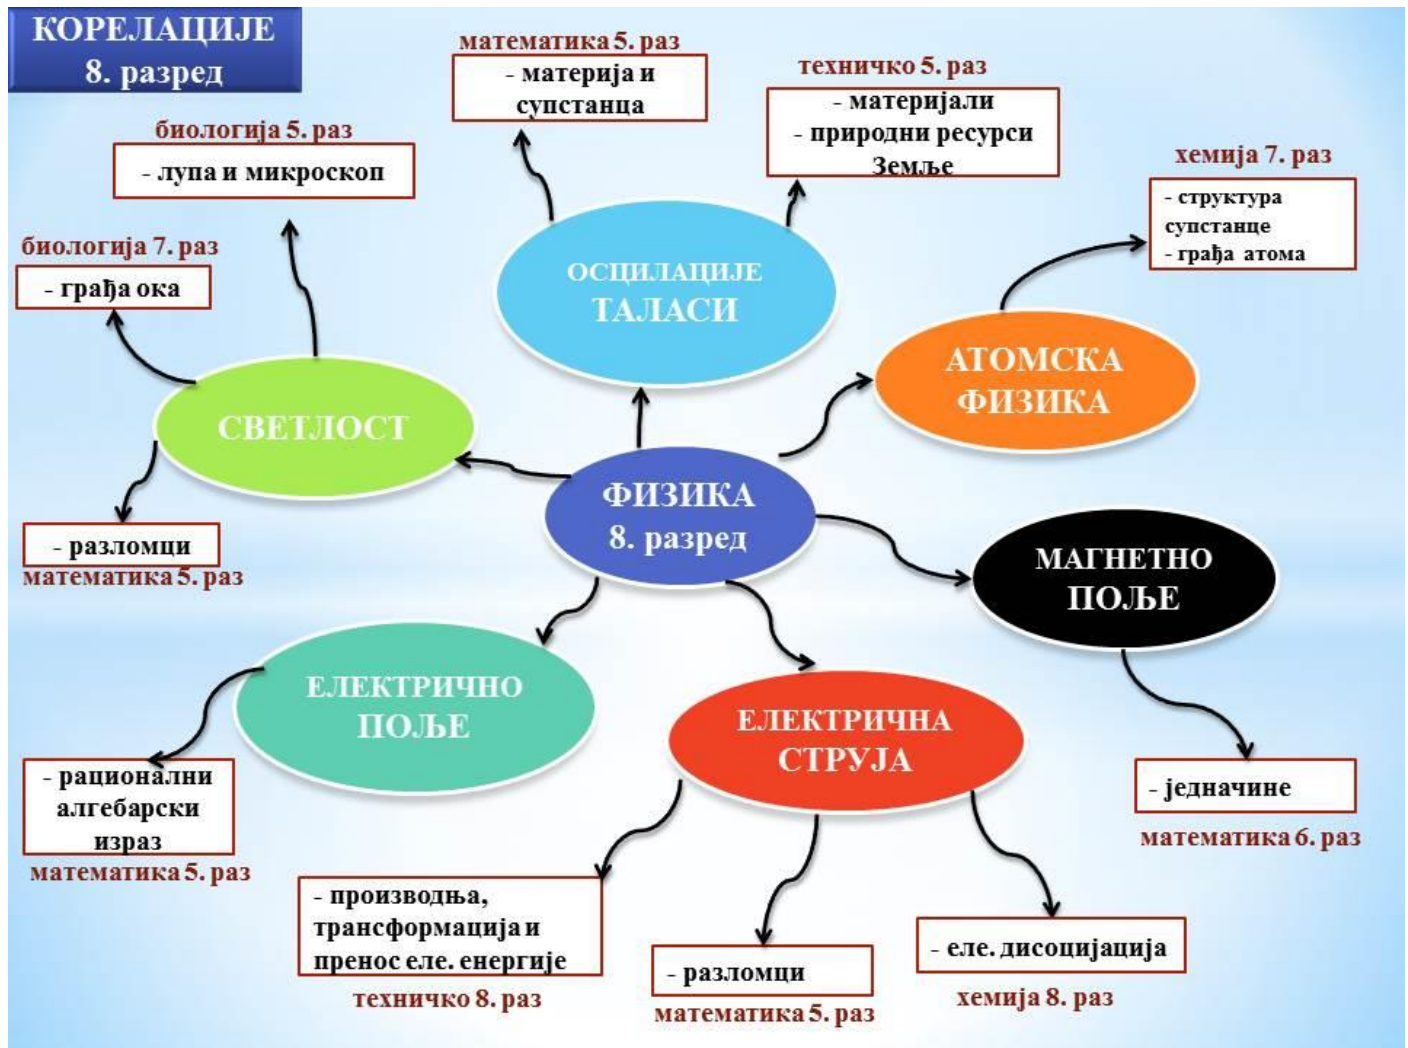 КОРЕЛАЦИЈЕ
8. разред
математика 5. раз
- материја и
супстанца
техничко 5. раз
- материјали
- природни ресурси
Земље
биологија 5. раз
- лупа и микроскоп
хемија 7. раз
- структура
супстанце
- грађа атома
биологија 7. раз
- грађа ока
ОСЦИЛАЦИЈЕ
ТАЛАСИ
АТОМСКА
ФИЗИКА
СВЕТЛОСТ
ФИЗИКА
8. разред
- разломци
математика 5. раз
МАГНЕТНО
ПОЉЕ
ЕЛЕКТРИЧНО
ПОЉЕ
ЕЛЕКТРИЧНА
СТРУЈА
- рационални
алгебарски
израз
математика 5. раз
- једначине
математика 6. раз
- производња,
трансформација и
пренос еле. енергије
техничко 8. раз
- разломци
математика 5. раз
- еле. дисоцијација
хемија 8. раз